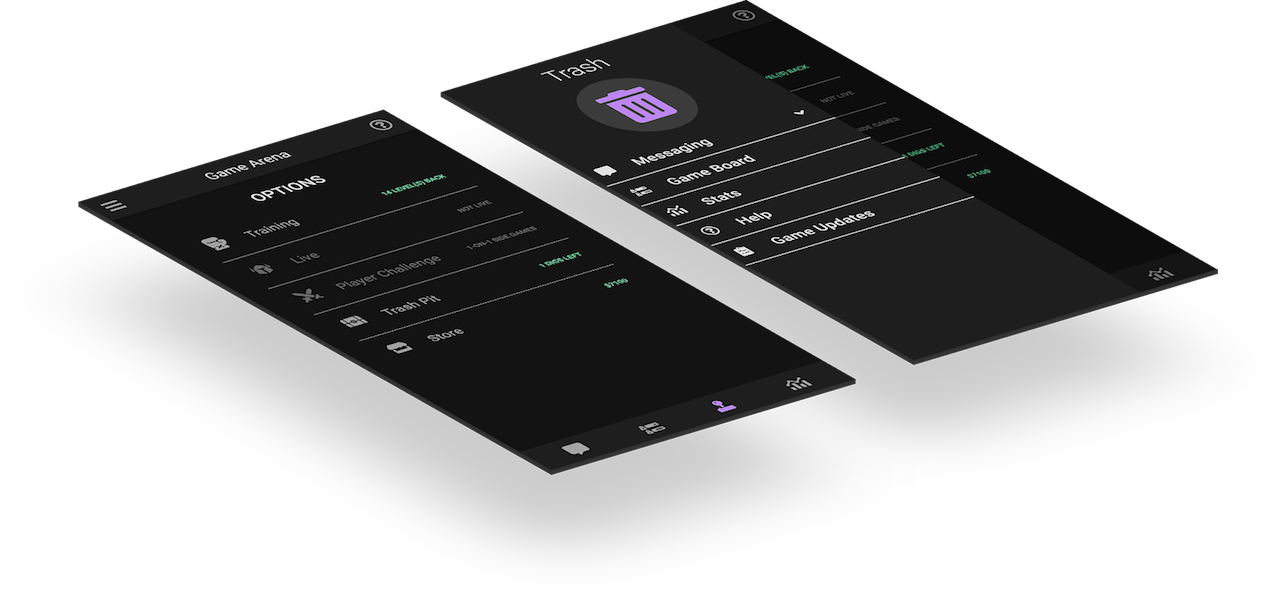 Game Arena
OPTIONS
Training
14 LEVEL(S) BACK
Live
NOT LIVE
Player Challenge
1-ON-1 SIDE GAMES
Trash Pit
1 DIGS LEFT
Store
$7100
Trash
Messaging
Game Board
Stats
Help
Game Updates
VEL(S) BACK
NOT LIVE
SIDE GAMES
DIGS LEFT
$7100